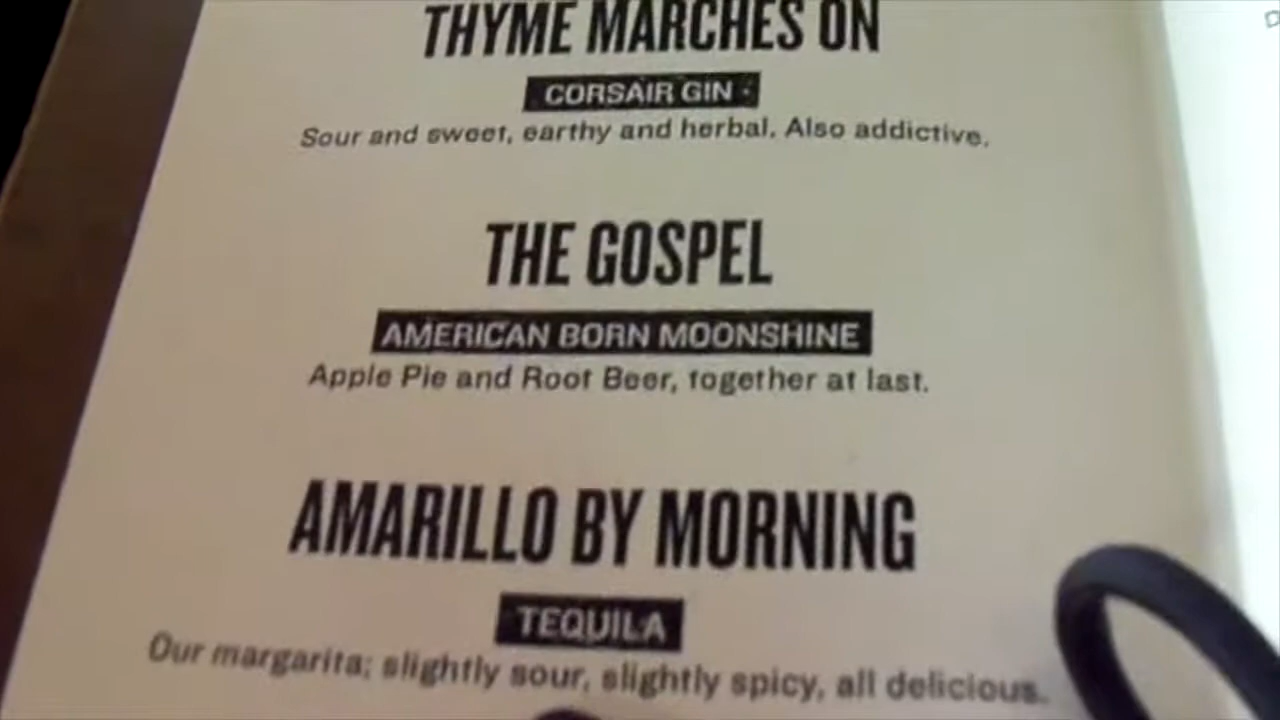 THYME MARCHES ON
CORSAIR GIN
Sour and sweet, earthy and herbal. Also addictive.
THE GOSPEL
AMERICAN BORN MOONSHINE
Apple Pie and Root Beer, together at last.
AMARILLO BY MORNING
TEQUILA
Our margarita; slightly sour, slightly spicy, all delicious.